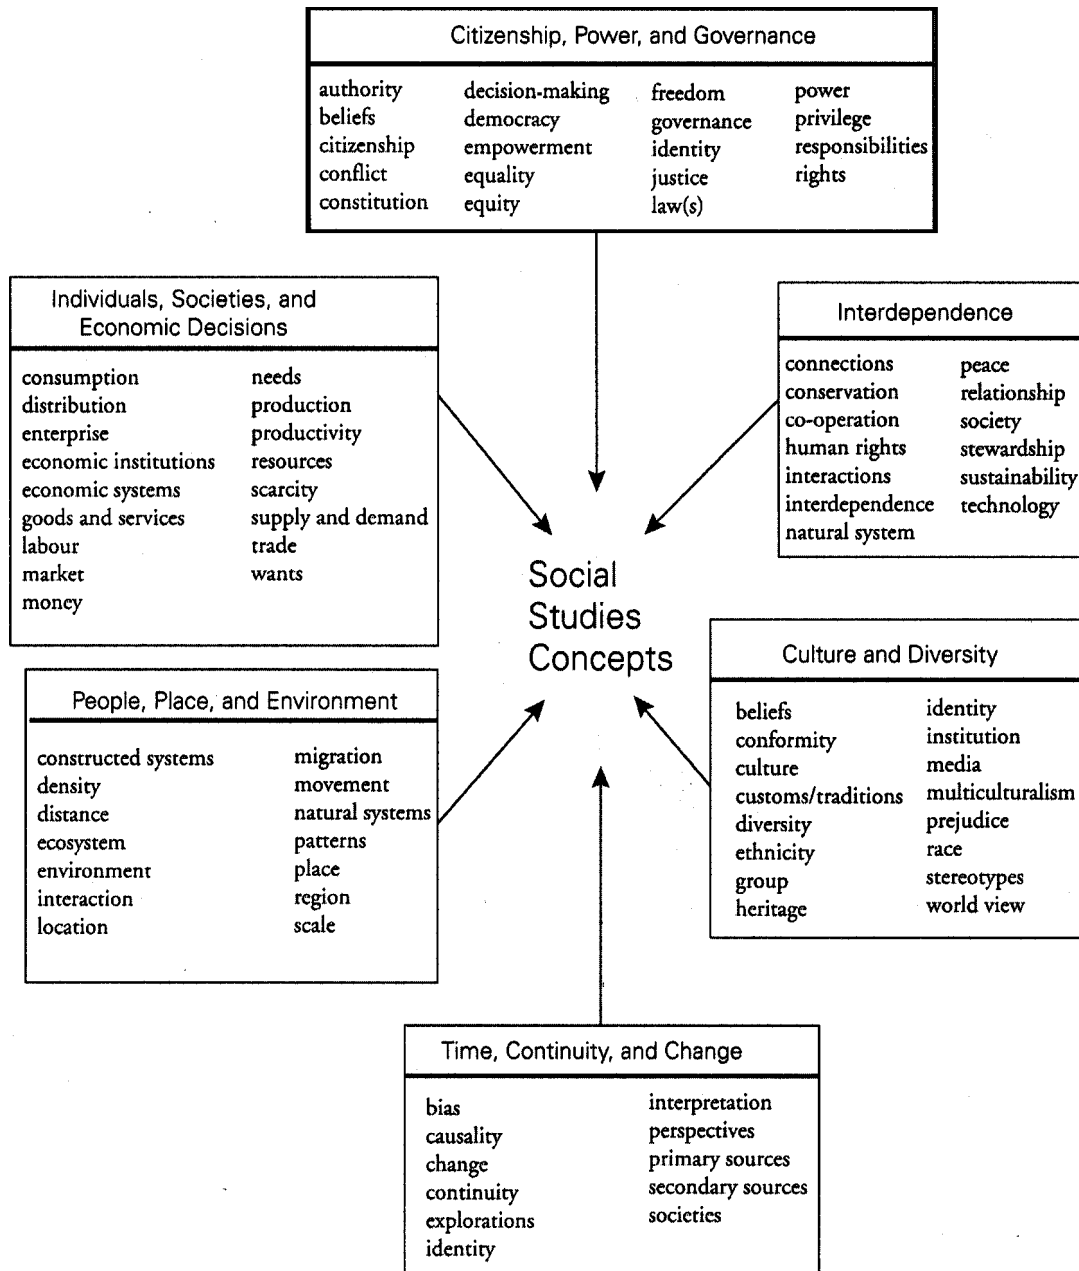 Citizenship, Power, and Governance
authority
beliefs
citizenship
conflict
constitution
decision-making
democracy
empowerment
equality
equity
freedom
governance
identity
justice
law(s)
power
privilege
responsibilities
rights
Individuals, Societies, and
Economic Decisions
consumption
distribution
enterprise
economic institutions
economic systems
goods and services
labour
market
money
needs
production
productivity
resources
scarcity
supply and demand
trade
wants
Interdependence
connections
conservation
co-operation
human rights
interactions
interdependence
natural system
peace
relationship
society
stewardship
sustainability
technology
Social
Studies
Concepts
People, Place, and Environment
constructed systems
density
distance
ecosystem
environment
interaction
location
migration
movement
natural systems
patterns
place
region
scale
Culture and Diversity
beliefs
conformity
culture
customs/traditions
diversity
ethnicity
group
heritage
identity
institution
media
multiculturalism
prejudice
race
stereotypes
world view
Time, Continuity, and Change
bias
causality
change
continuity
explorations
identity
interpretation
perspectives
primary sources
secondary sources
societies